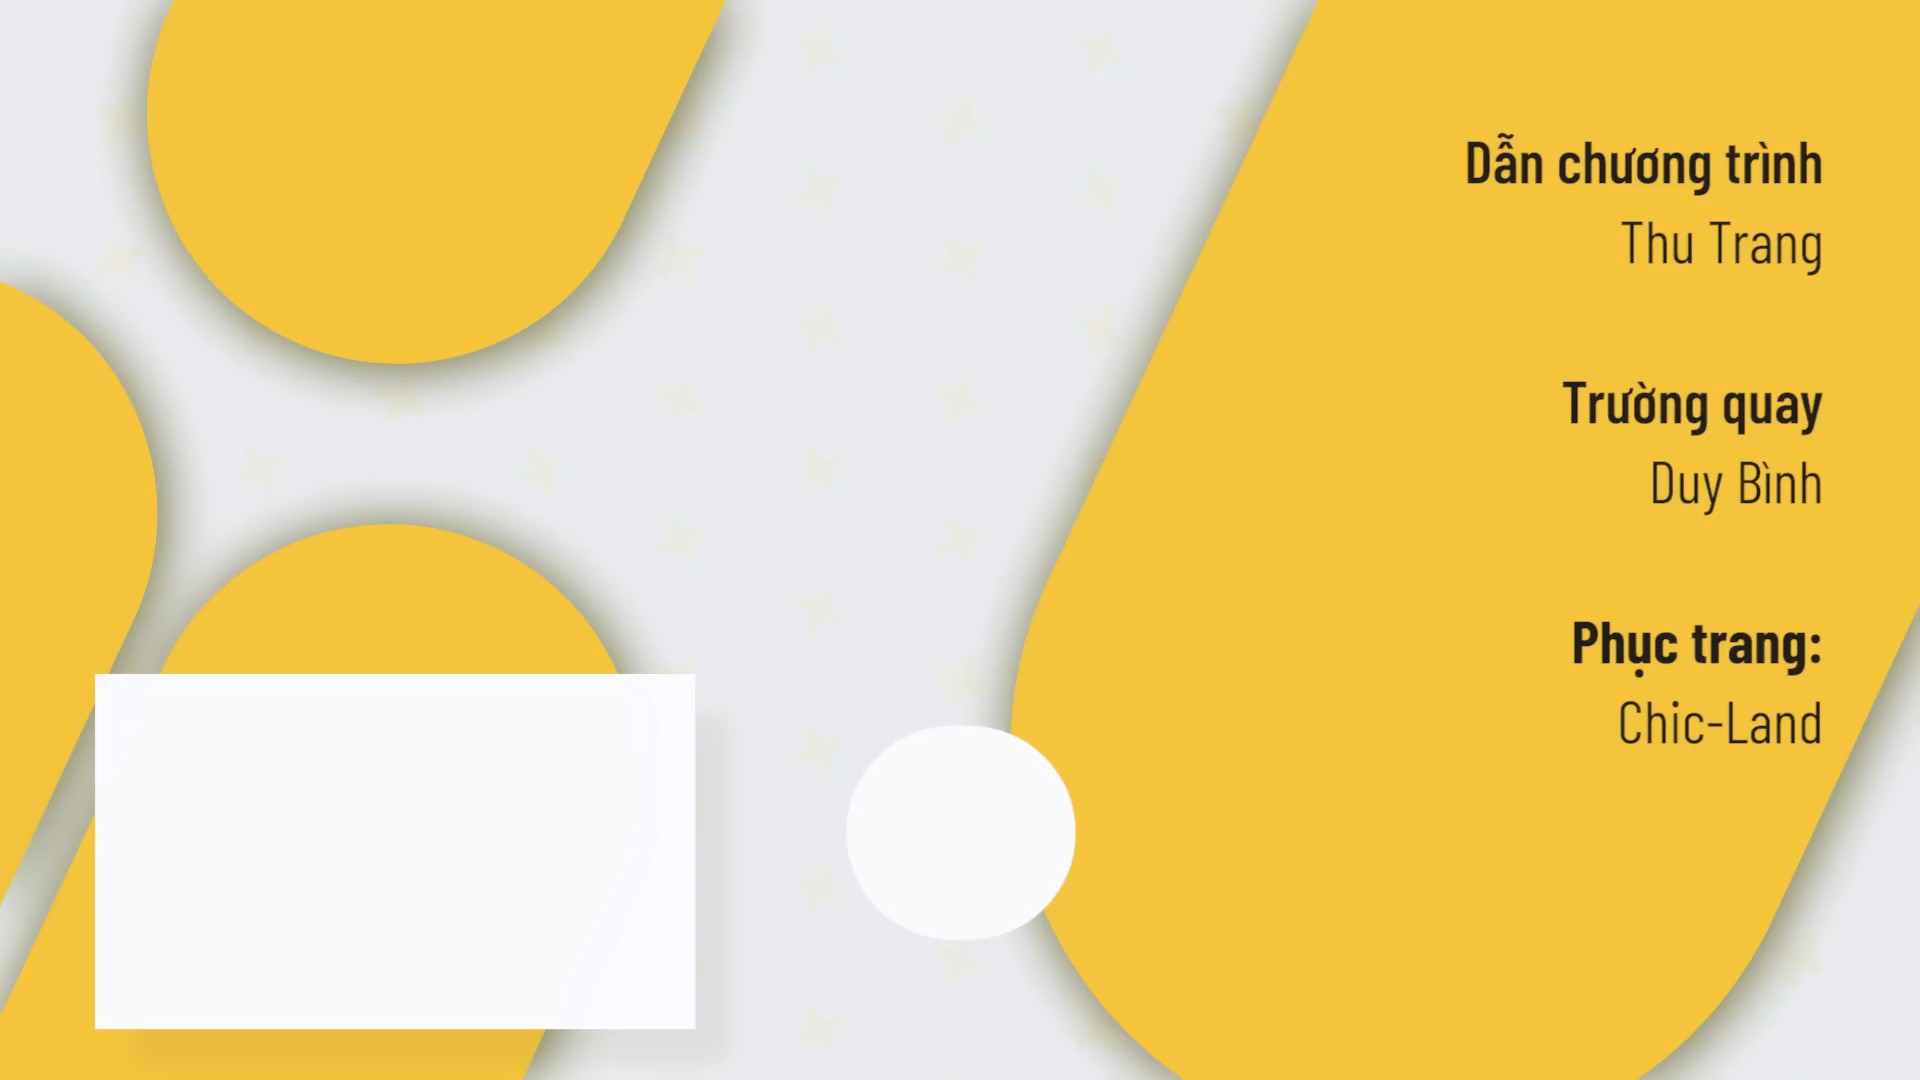 Dẫn chương trình
Thu Trang
Trường quay
Duy Bình
Phục trang:
Chic-Land